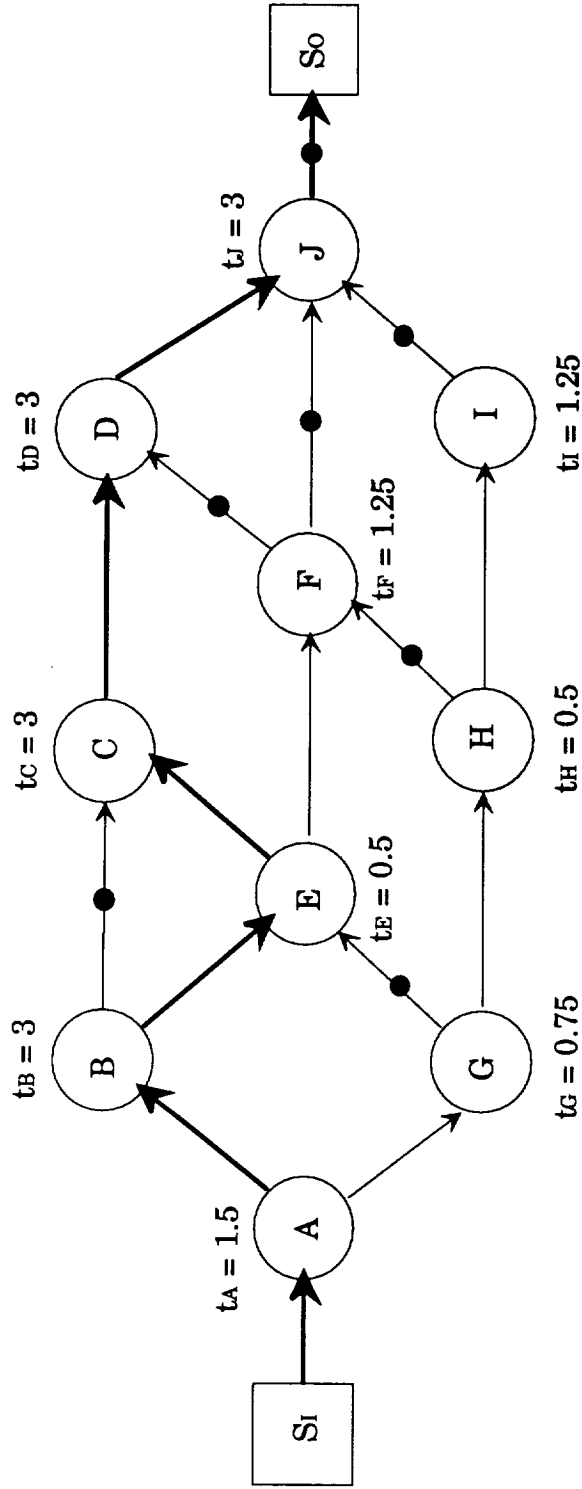 SI
tA = 1.5
A
tB = 3
B
tG = 0.75
G
tE = 0.5
E
tC = 3
C
tH = 0.5
H
tF = 1.25
F
tD = 3
D
tI = 1.25
I
tJ = 3
J
SO